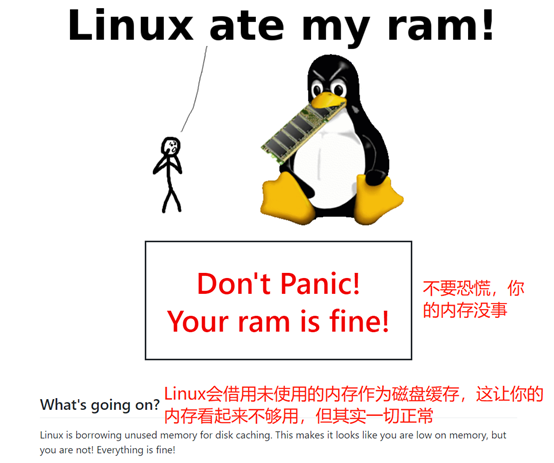 Linux ate my ram!
Don't Panic!
Your ram is fine!
不要恐慌，你
的内存没事
What's going on?
Linux会借用未使用的内存作为磁盘缓存，这让你的
内存看起来不够用，但其实一切正常
Linux is borrowing unused memory for disk caching. This makes it looks like you are low on memory, but
you are not! Everything is fine!